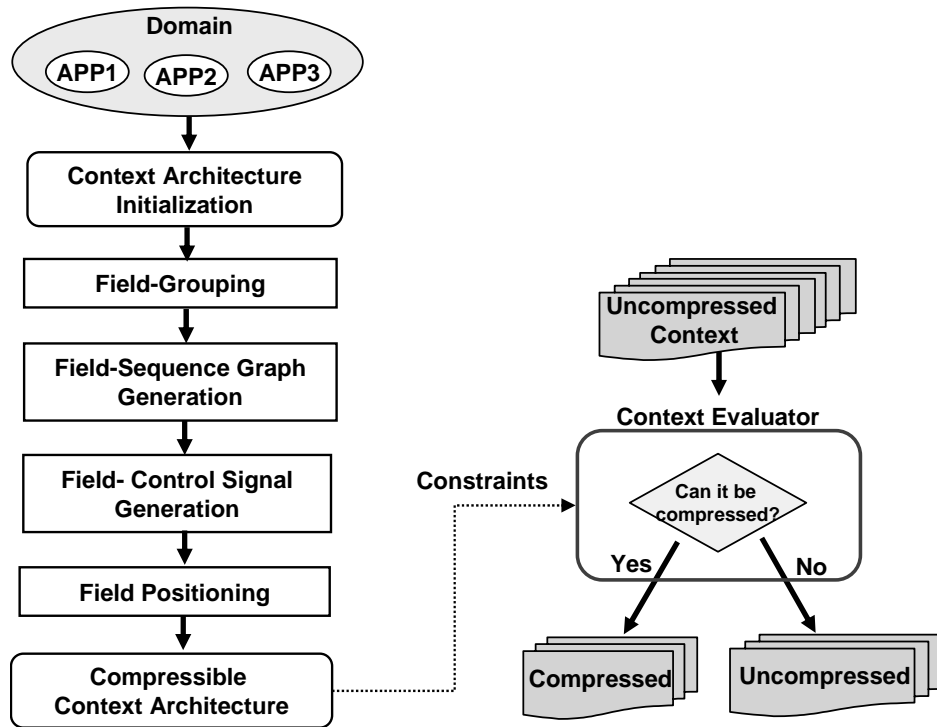 Domain
APP1
APP2
APP3
Context Architecture
Initialization
Field-Grouping
Field-Sequence Graph
Generation
Field- Control Signal
Generation
Field Positioning
Compressible
Context Architecture
Constraints
Uncompressed
Context
Context Evaluator
Can it be
compressed?
Yes
No
Compressed
Uncompressed